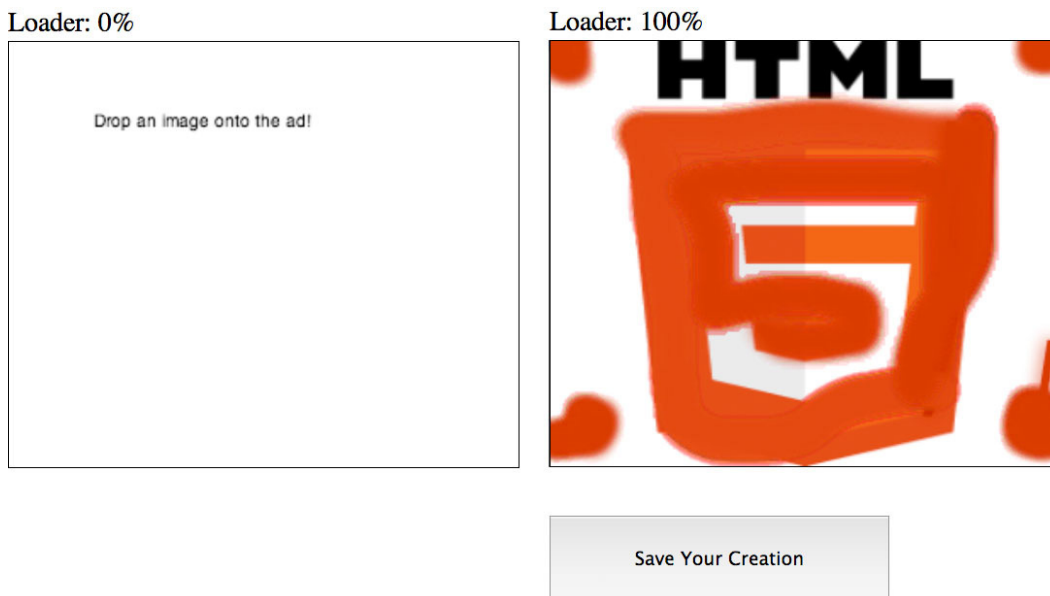 Loader: 0%
Drop an image onto the ad!
Loader: 100%
HTML
5
Save Your Creation